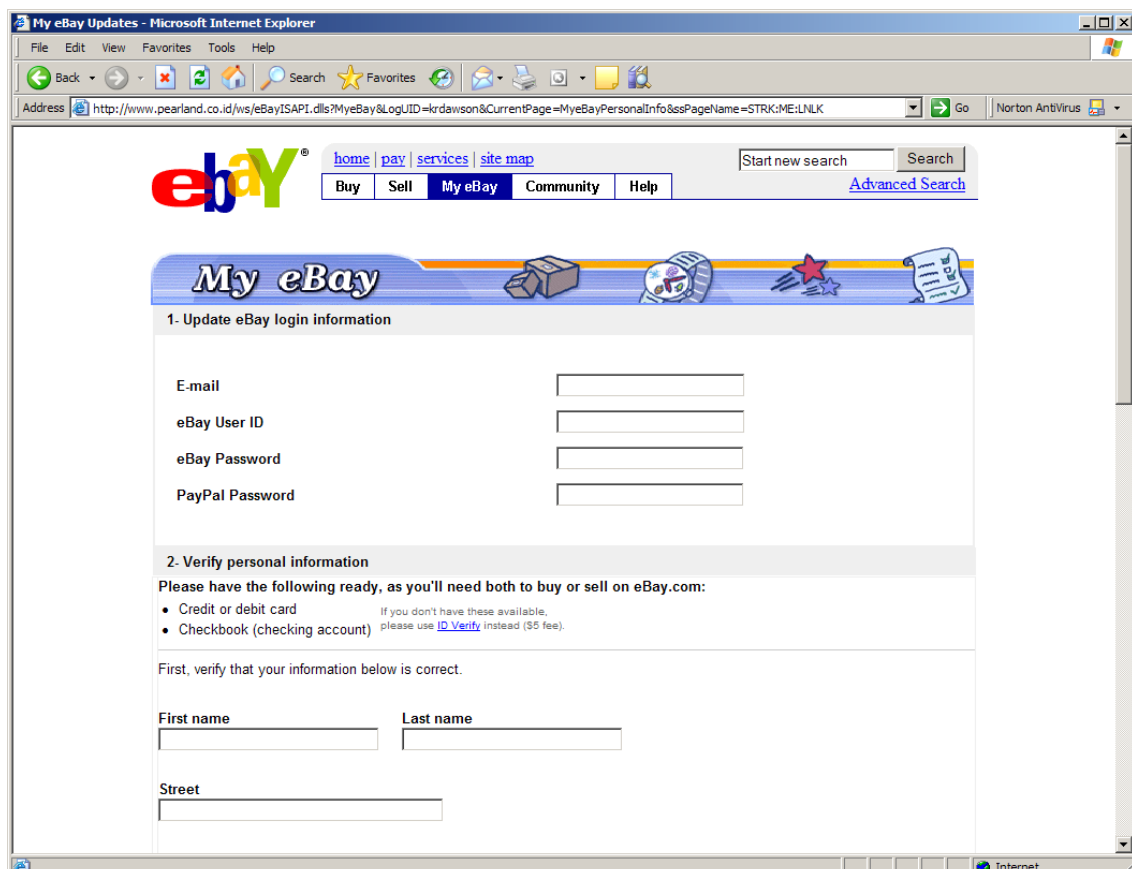 My eBay Updates - Microsoft Internet Explorer
File Edit View Favorites Tools Help
Back Search Favorites
Address http://www.pearland.co.id/ws/eBayISAPI.dlls?MyeBay&LogUID=krdawson&CurrentPage=MyeBayPersonalInfo&ssPageName=STRK:ME:LNLK Go Norton AntiVirus
ebaY® home | pay | services | site map Start new search Search
Buy Sell My eBay Community Help Advanced Search
My eBay
1- Update eBay login information
E-mail
eBay User ID
eBay Password
PayPal Password
2- Verify personal information
Please have the following ready, as you'll need both to buy or sell on eBay.com:
• Credit or debit card If you don't have these available,
• Checkbook (checking account) please use ID Verify instead ($5 fee).
First, verify that your information below is correct.
First name Last name
Street
Internet